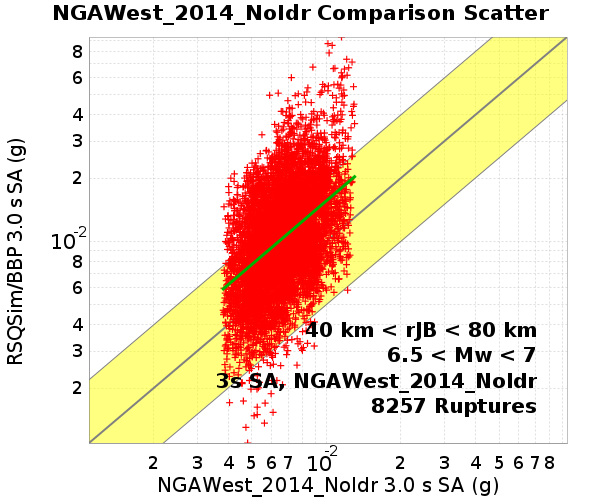 NGAWest_2014_NoIdr Comparison Scatter
RSQSim/BBP 3.0 s SA (g)
8
6
4
3
2
10-2
8
6
4
3
2
40 km < rJB < 80 km
6.5 < Mw < 7
3s SA, NGAWest_2014_NoIdr
8257 Ruptures
2 3 4 5 6 7 10-2 2 3 4 5 6 7 8
NGAWest_2014_NoIdr 3.0 s SA (g)